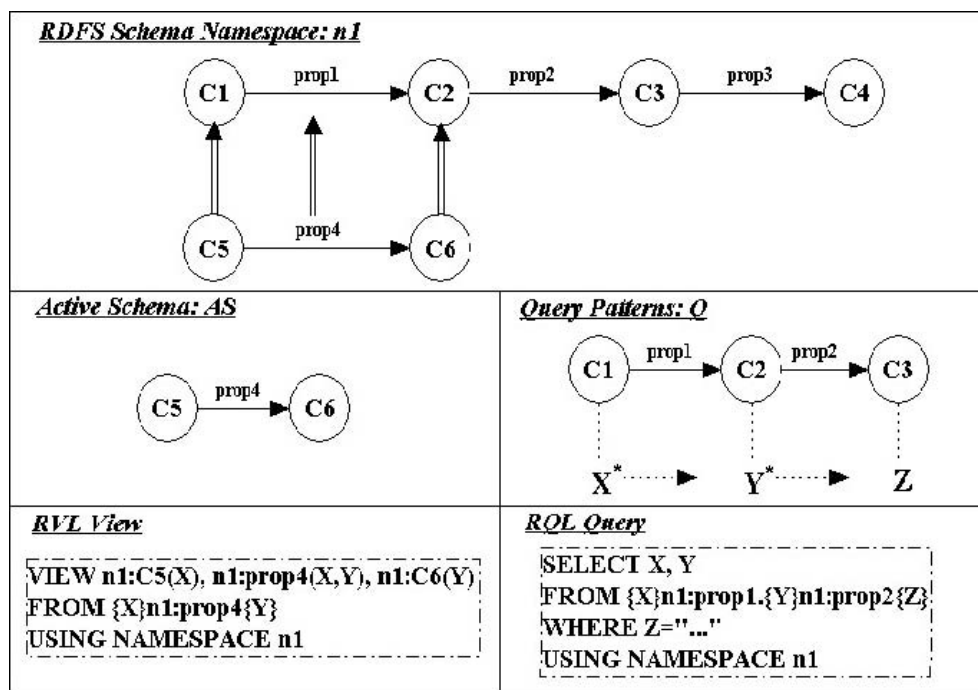 RDFS Schema Namespace: n1
C1 prop1 C2 prop2 C3 prop3 C4
C5 prop4 C6
Active Schema: AS
C5 prop4 C6
Query Patterns: Q
C1 prop1 C2 prop2 C3
X* Y* Z
RVL View
VIEW n1:C5(X), n1:prop4(X,Y), n1:C6(Y)
FROM {X}n1:prop4{Y}
USING NAMESPACE n1
RQL Query
SELECT X, Y
FROM {X}n1:prop1.{Y}n1:prop2{Z}
WHERE Z="..."
USING NAMESPACE n1